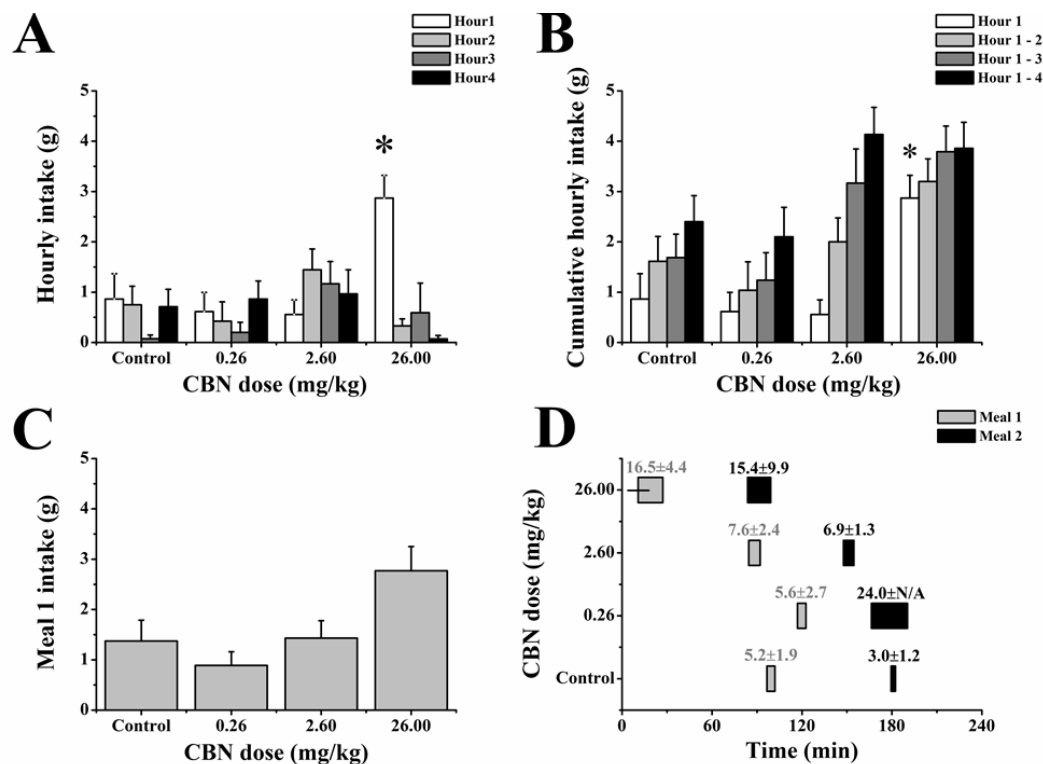 A
Hour1
Hour2
Hour3
Hour4
Hourly intake (g)
5
4
3
2
1
0
*
Control 0.26 2.60 26.00
CBN dose (mg/kg)
B
Hour 1
Hour 1 - 2
Hour 1 - 3
Hour 1 - 4
Cumulative hourly intake (g)
5
4
3
2
1
0
*
Control 0.26 2.60 26.00
CBN dose (mg/kg)
C
Meal 1 intake (g)
5
4
3
2
1
0
Control 0.26 2.60 26.00
CBN dose (mg/kg)
D
Meal 1
Meal 2
CBN dose (mg/kg)
16.5±4.4 15.4±9.9
26.00
7.6±2.4 6.9±1.3
2.60
5.6±2.7 24.0±N/A
0.26
5.2±1.9 3.0±1.2
Control
0 60 120 180 240
Time (min)